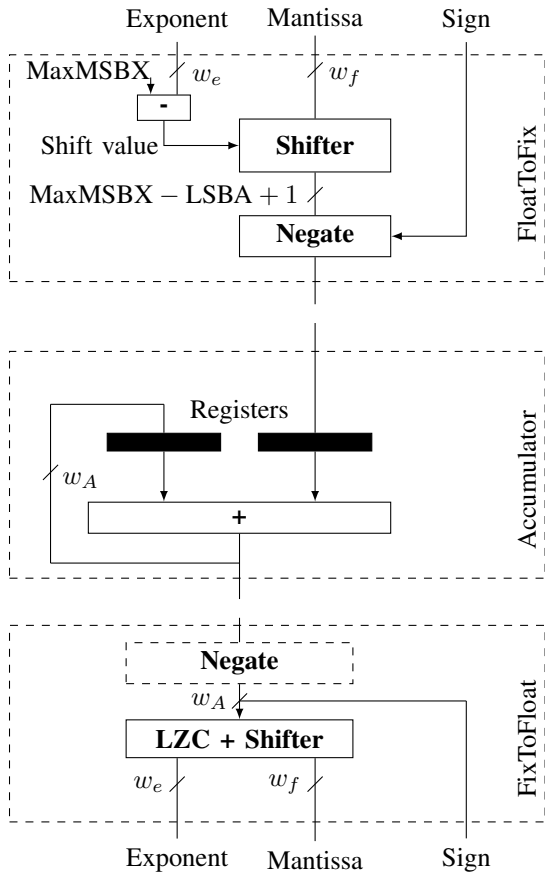 Exponent Mantissa Sign
MaxMSBX w_e w_f
-
Shift value Shifter
MaxMSBX − LSBA + 1
Negate
FloatToFix
Registers
w_A
+
Accumulator
Negate
w_A
LZC + Shifter
w_e w_f
FixToFloat
Exponent Mantissa Sign